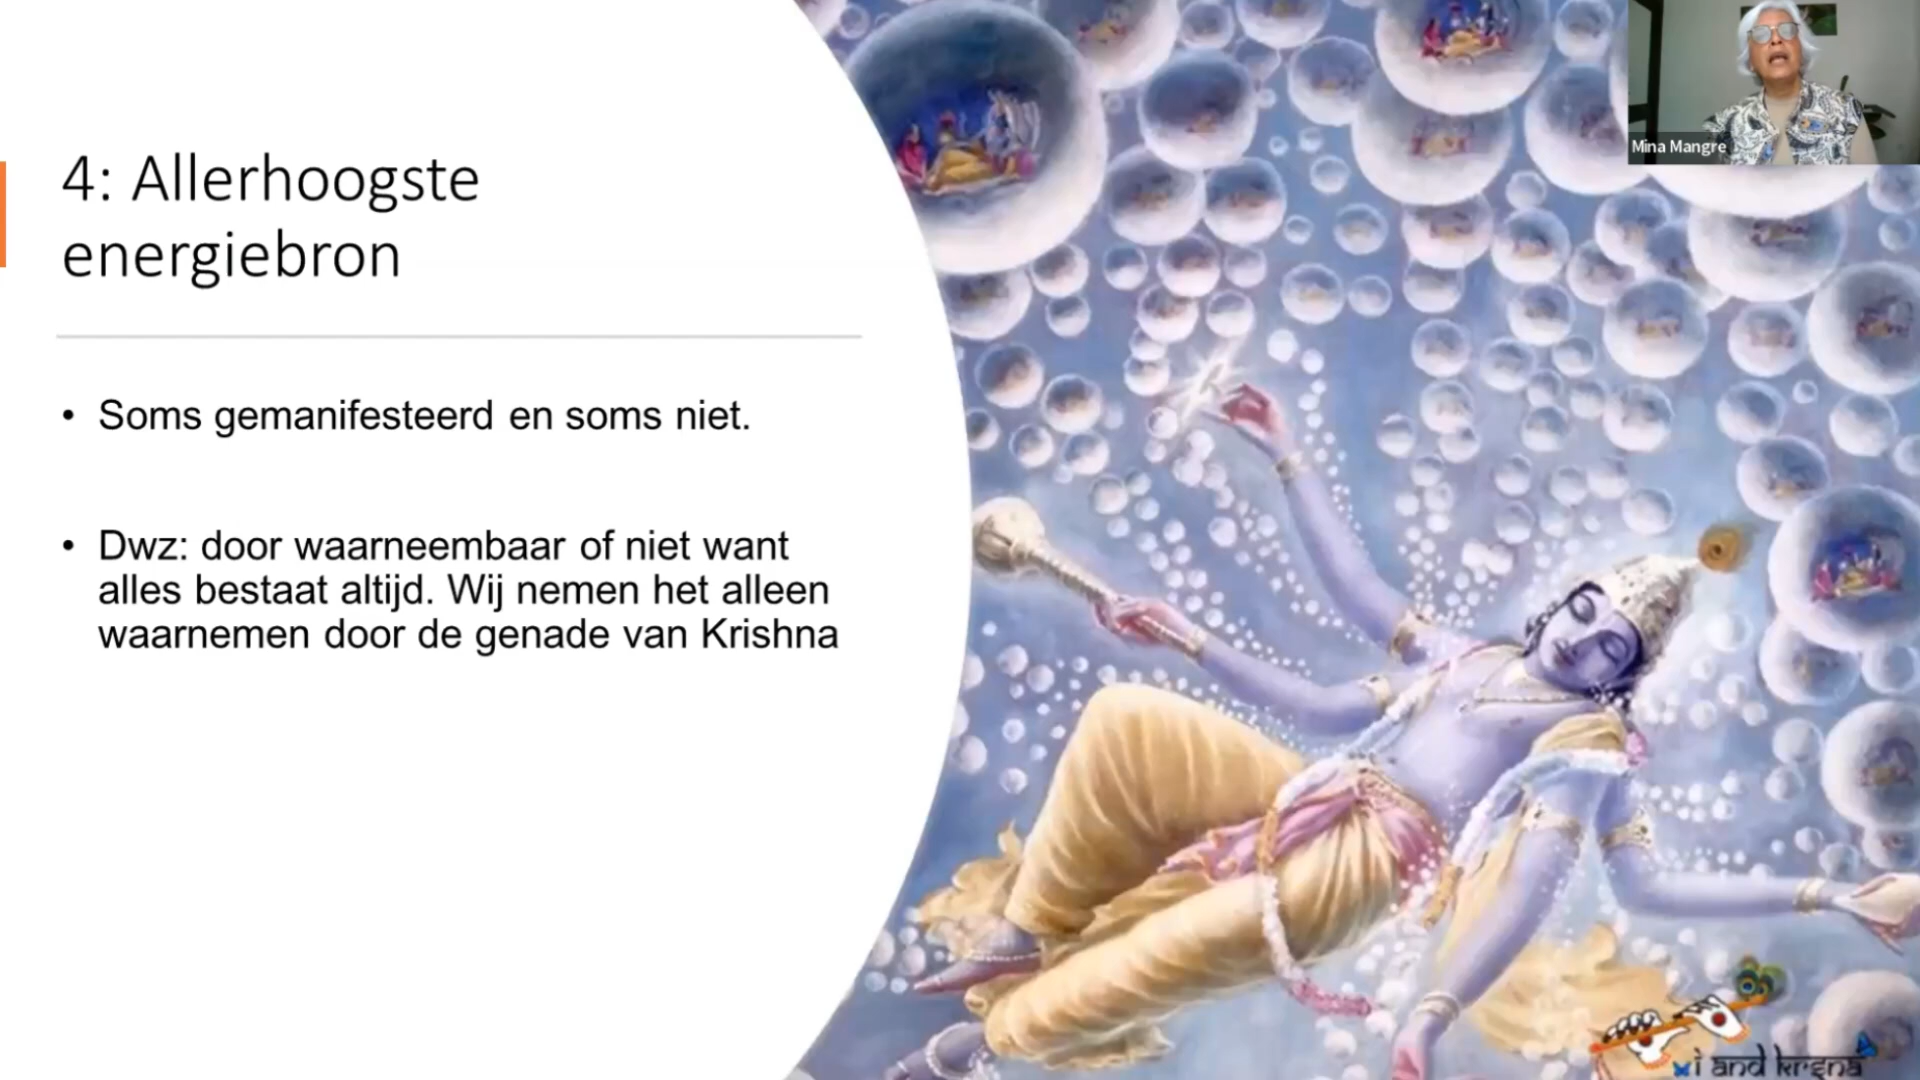 4: Allerhoogste
energiebron
• Soms gemanifesteerd en soms niet.
• Dwz: door waarneembaar of niet want
alles bestaat altijd. Wij nemen het alleen
waarnemen door de genade van Krishna
Mina Mangre
i and krsna